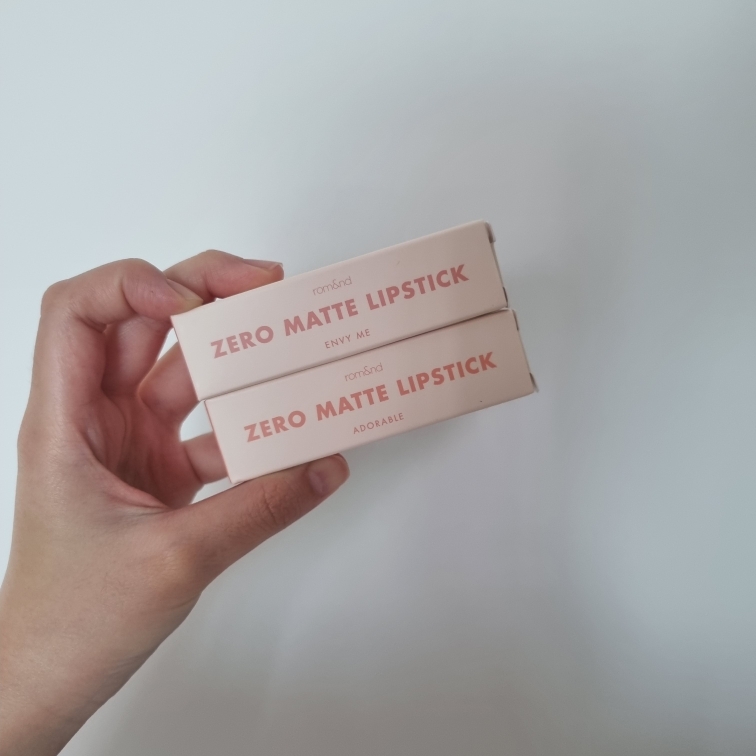 rom&nd
ZERO MATTE LIPSTICK
ENVY ME
rom&nd
ZERO MATTE LIPSTICK
ADORABLE